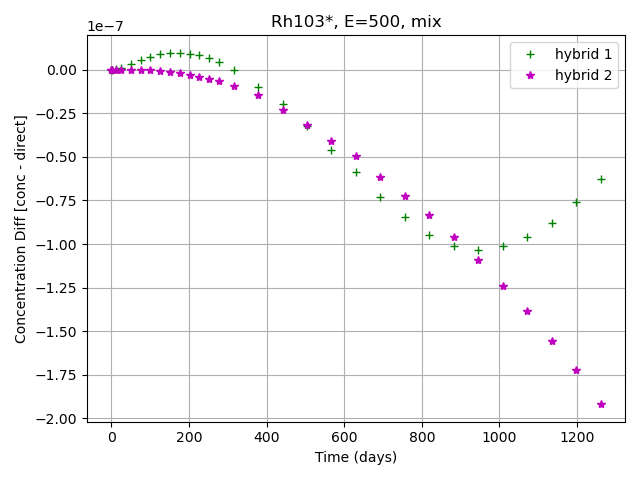 Rh103*, E=500, mix
1e−7
hybrid 1
hybrid 2
0.00
−0.25
−0.50
−0.75
−1.00
−1.25
−1.50
−1.75
−2.00
Concentration Diff [conc - direct]
0 200 400 600 800 1000 1200
Time (days)